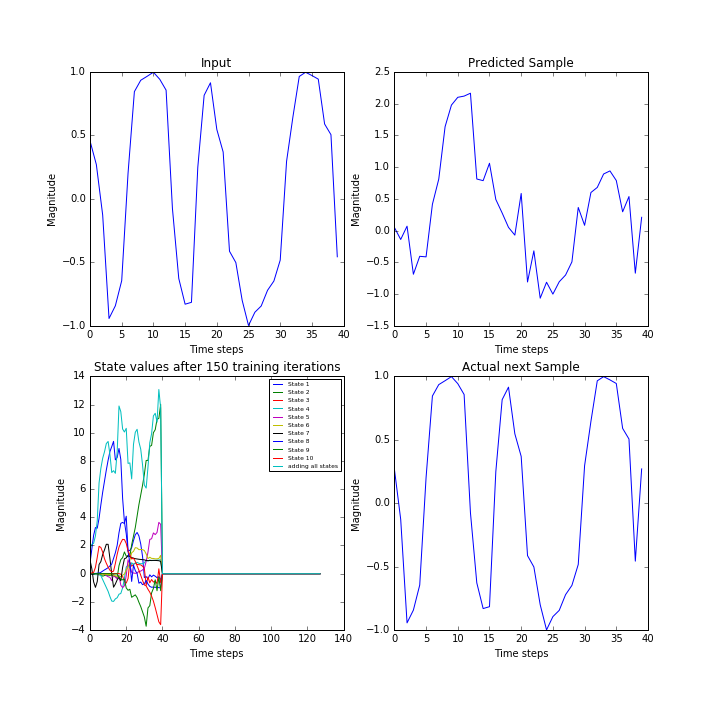 Input
Predicted Sample
1.0
0.5
0.0
−0.5
−1.0
Magnitude
0 5 10 15 20 25 30 35 40
Time steps
2.5
2.0
1.5
1.0
0.5
0.0
−0.5
−1.0
−1.5
Magnitude
0 5 10 15 20 25 30 35 40
Time steps
State values after 150 training iterations
14
12
10
8
6
4
2
0
−2
−4
Magnitude
0 20 40 60 80 100 120 140
Time steps
State 1
State 2
State 3
State 4
State 5
State 6
State 7
State 8
State 9
State 10
adding all states
Actual next Sample
1.0
0.5
0.0
−0.5
−1.0
Magnitude
0 5 10 15 20 25 30 35 40
Time steps